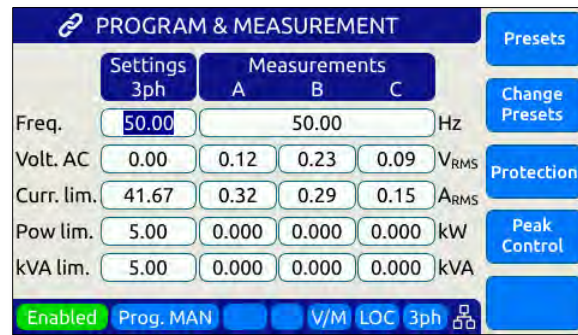 PROGRAM & MEASUREMENT
Settings Measurements
3ph A B C
Freq. 50.00 50.00 Hz
Volt. AC 0.00 0.12 0.23 0.09 VRMS
Curr. lim. 41.67 0.32 0.29 0.15 ARMS
Pow lim. 5.00 0.000 0.000 0.000 kW
kVA lim. 5.00 0.000 0.000 0.000 kVA
Enabled Prog. MAN V/M LOC 3ph
Presets
Change
Presets
Protection
Peak
Control